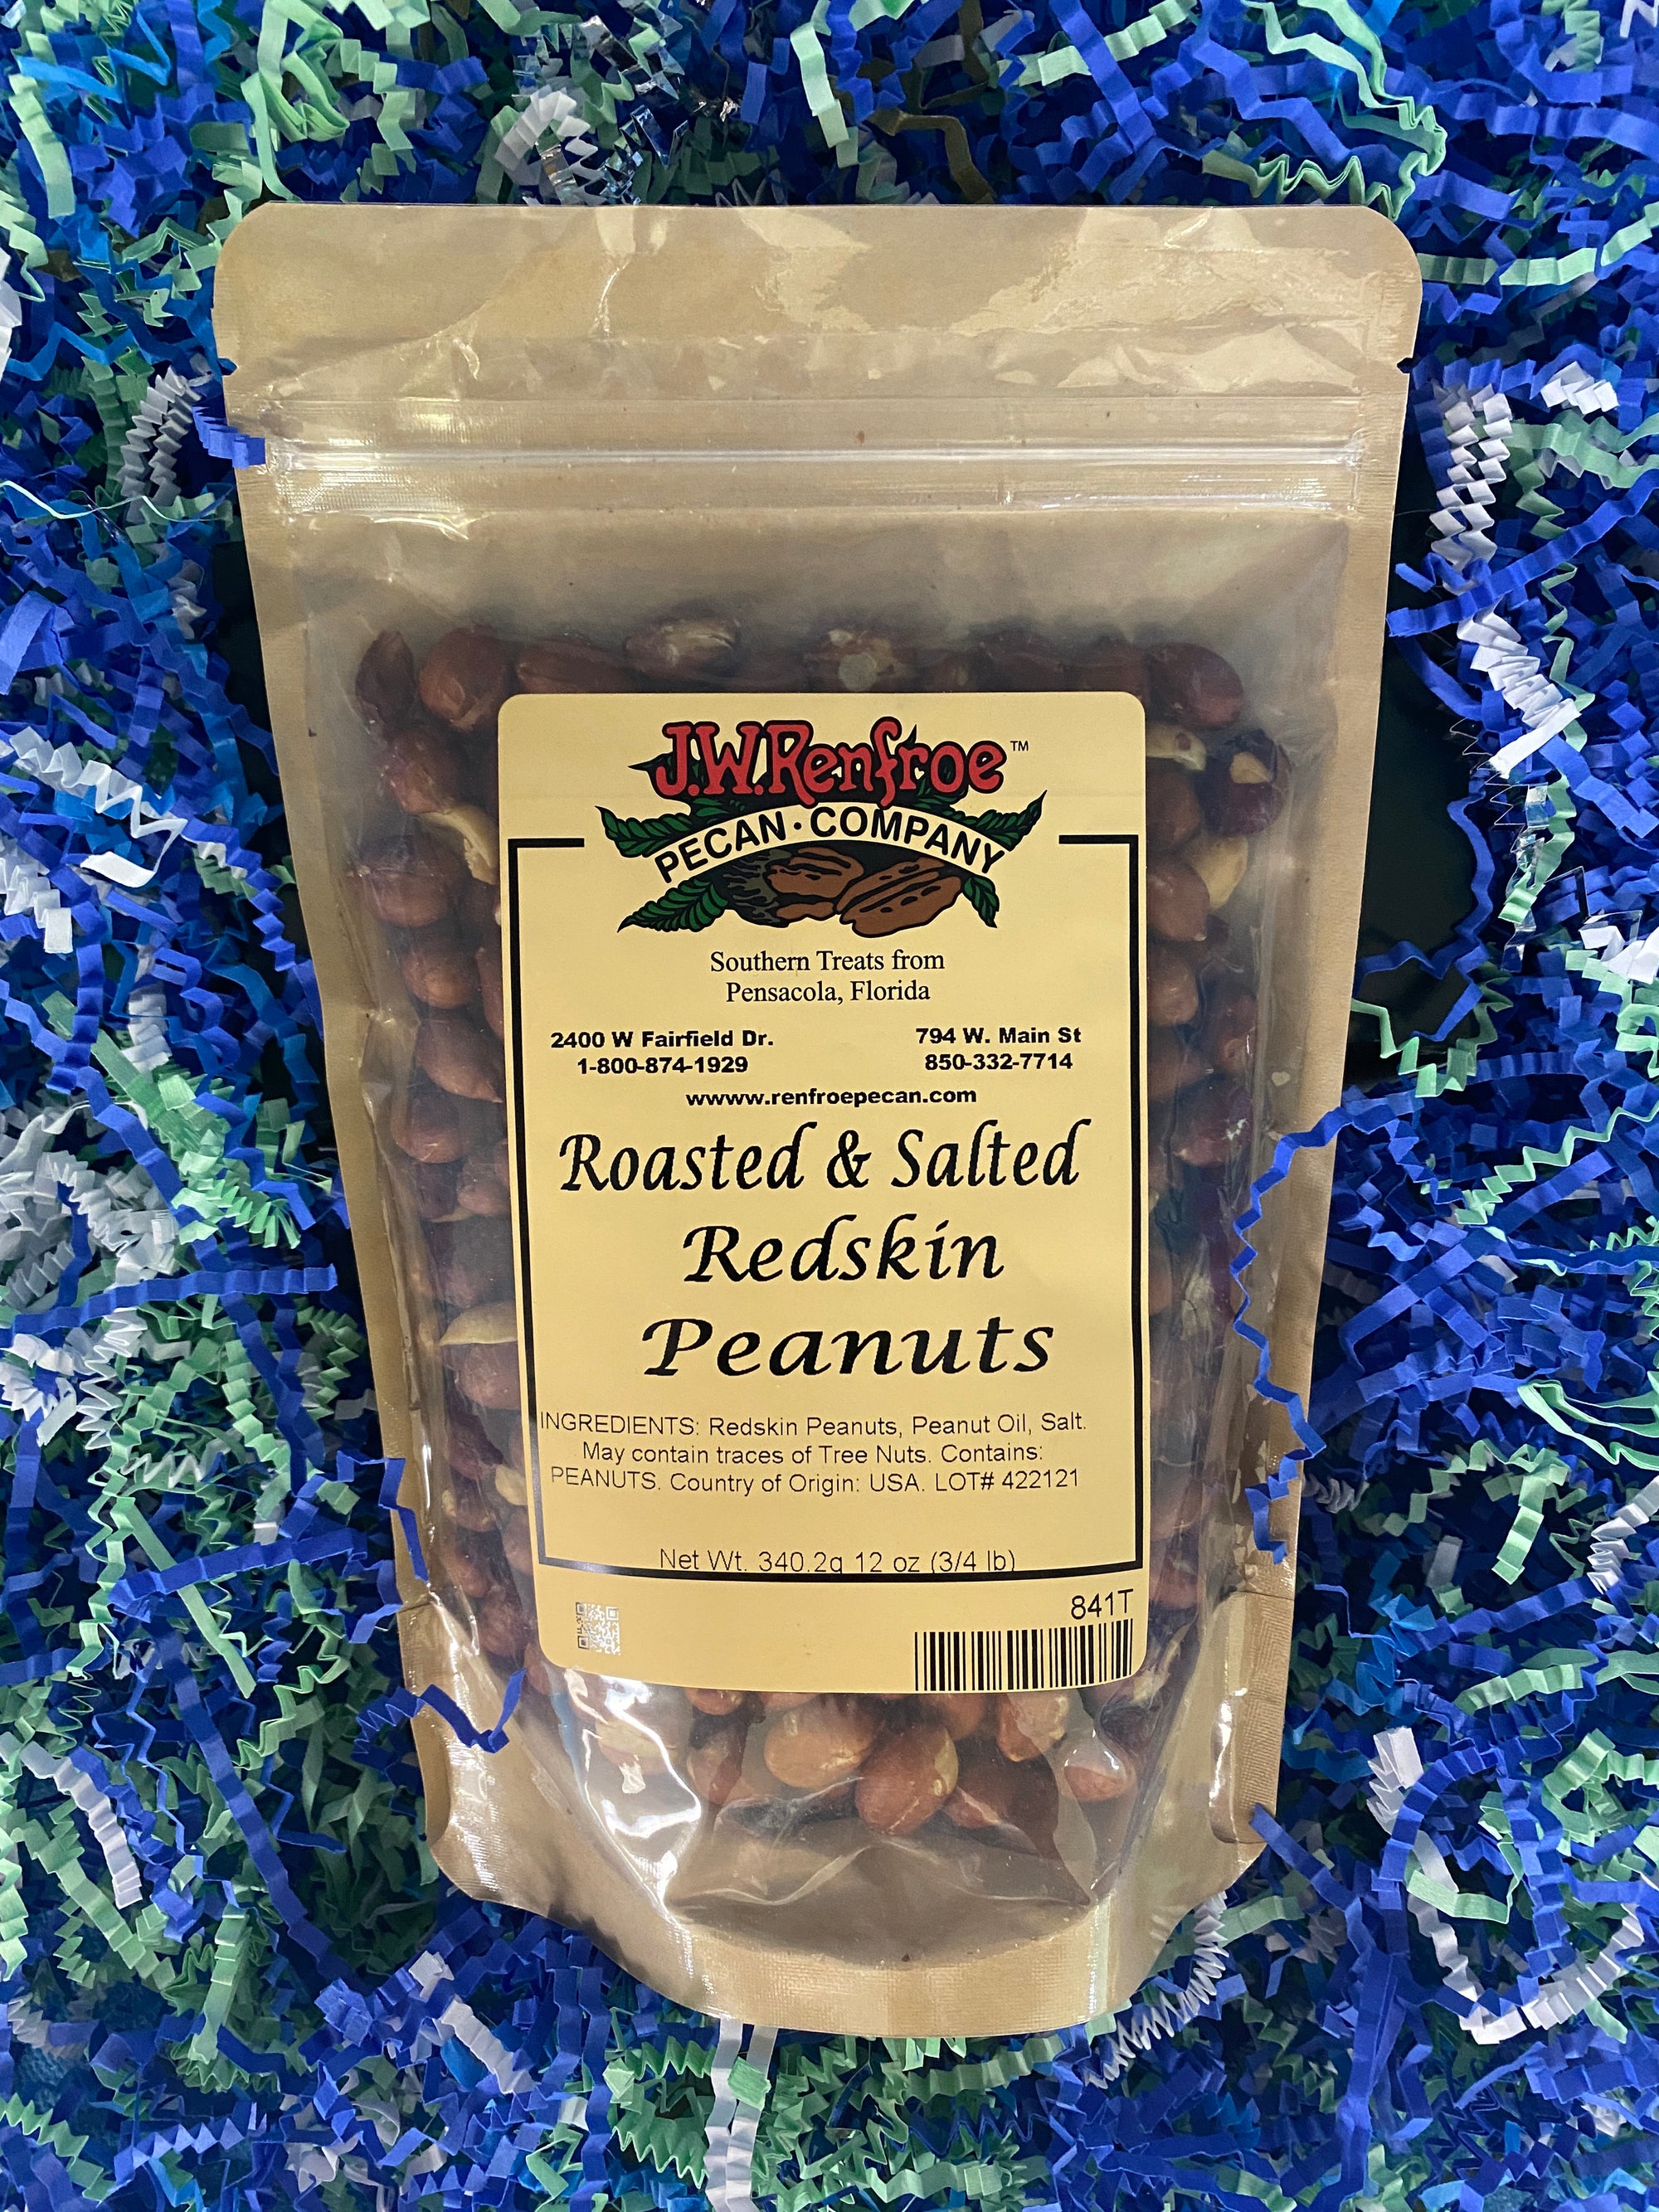 J.W.Renfroe™
PECAN·COMPANY
Southern Treats from
Pensacola, Florida
2400 W Fairfield Dr.
1-800-874-1929
794 W. Main St
850-332-7714
wwww.renfroepecan.com
Roasted & Salted
Redskin
Peanuts
INGREDIENTS: Redskin Peanuts, Peanut Oil, Salt.
May contain traces of Tree Nuts. Contains:
PEANUTS. Country of Origin: USA. LOT# 422121
Net Wt. 340.2g 12 oz (3/4 lb)
841T